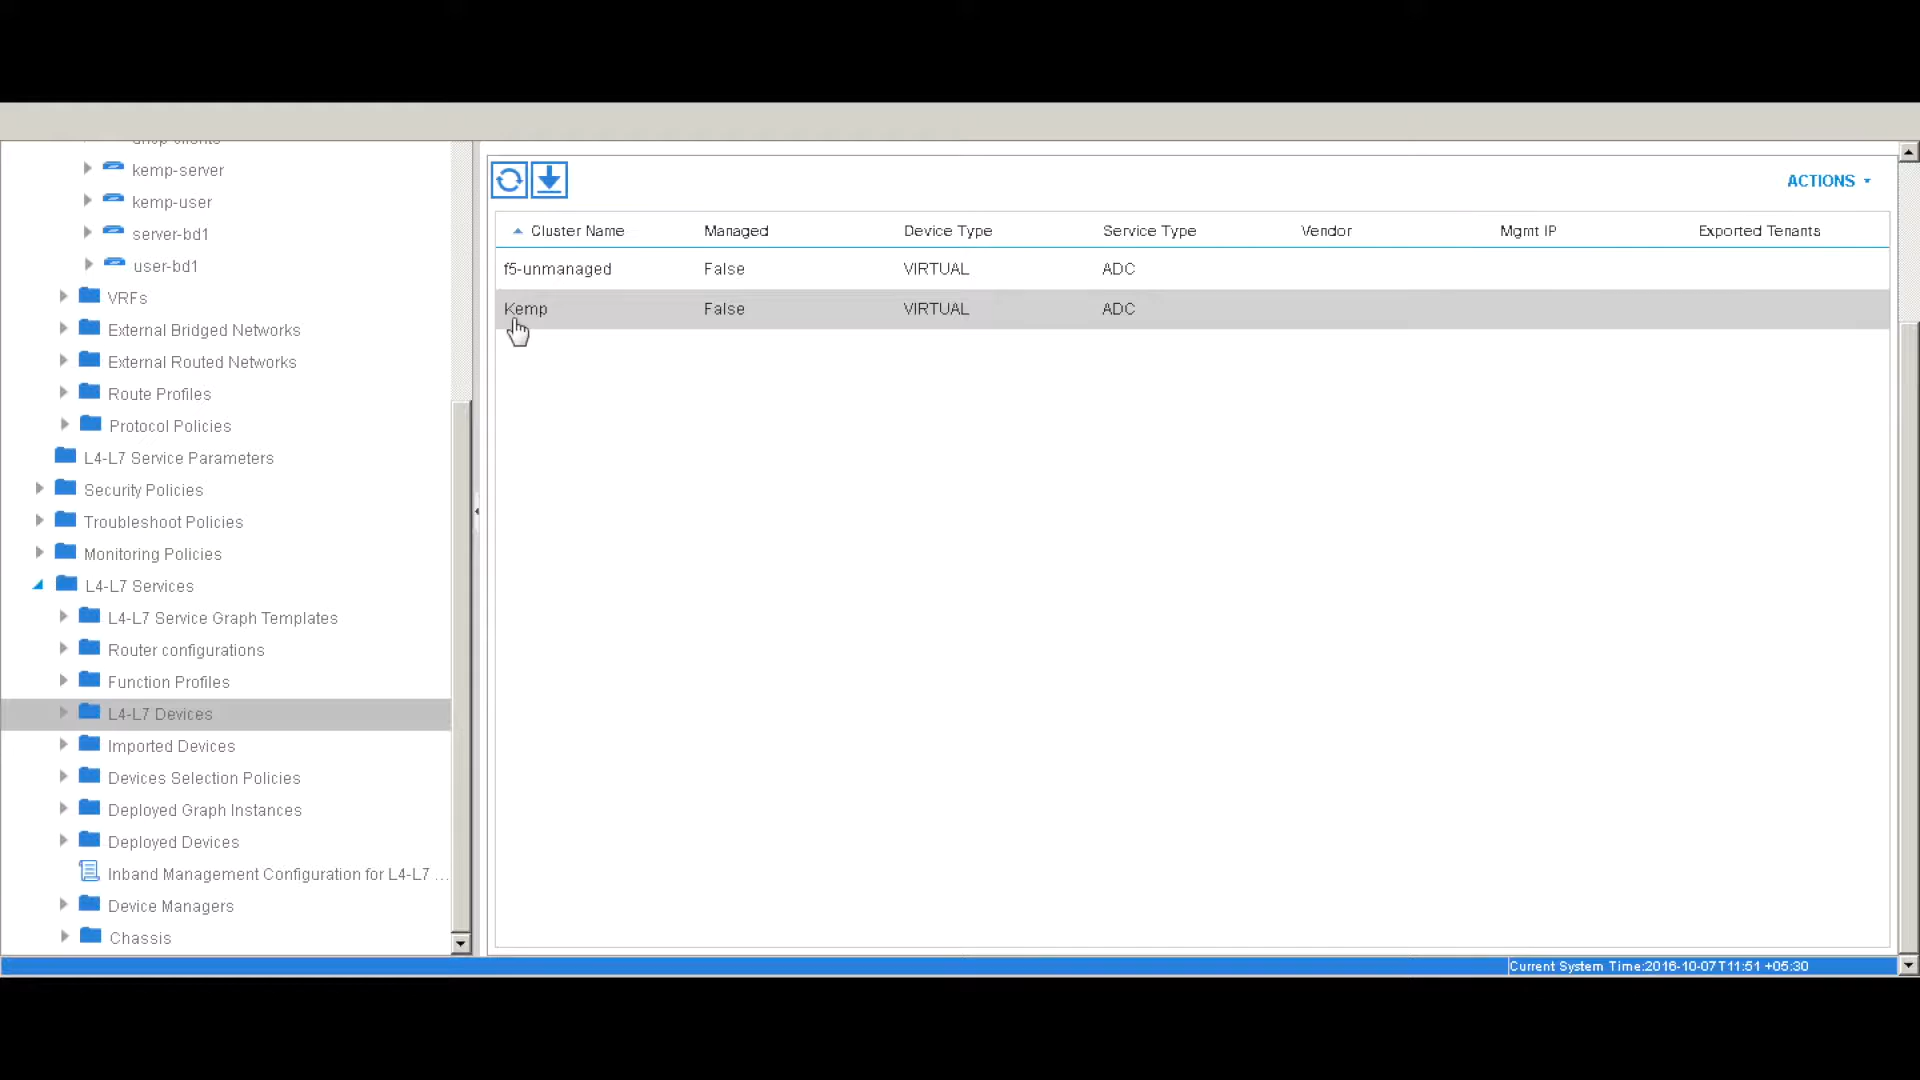 kemp-server
kemp-user
server-bd1
user-bd1
VRFs
External Bridged Networks
External Routed Networks
Route Profiles
Protocol Policies
L4-L7 Service Parameters
Security Policies
Troubleshoot Policies
Monitoring Policies
L4-L7 Services
L4-L7 Service Graph Templates
Router configurations
Function Profiles
L4-L7 Devices
Imported Devices
Devices Selection Policies
Deployed Graph Instances
Deployed Devices
Inband Management Configuration for L4-L7 ...
Device Managers
Chassis
ACTIONS
Cluster Name Managed Device Type Service Type Vendor Mgmt IP Exported Tenants
f5-unmanaged False VIRTUAL ADC
Kemp False VIRTUAL ADC
Current System Time:2016-10-07T11:51 +05:30